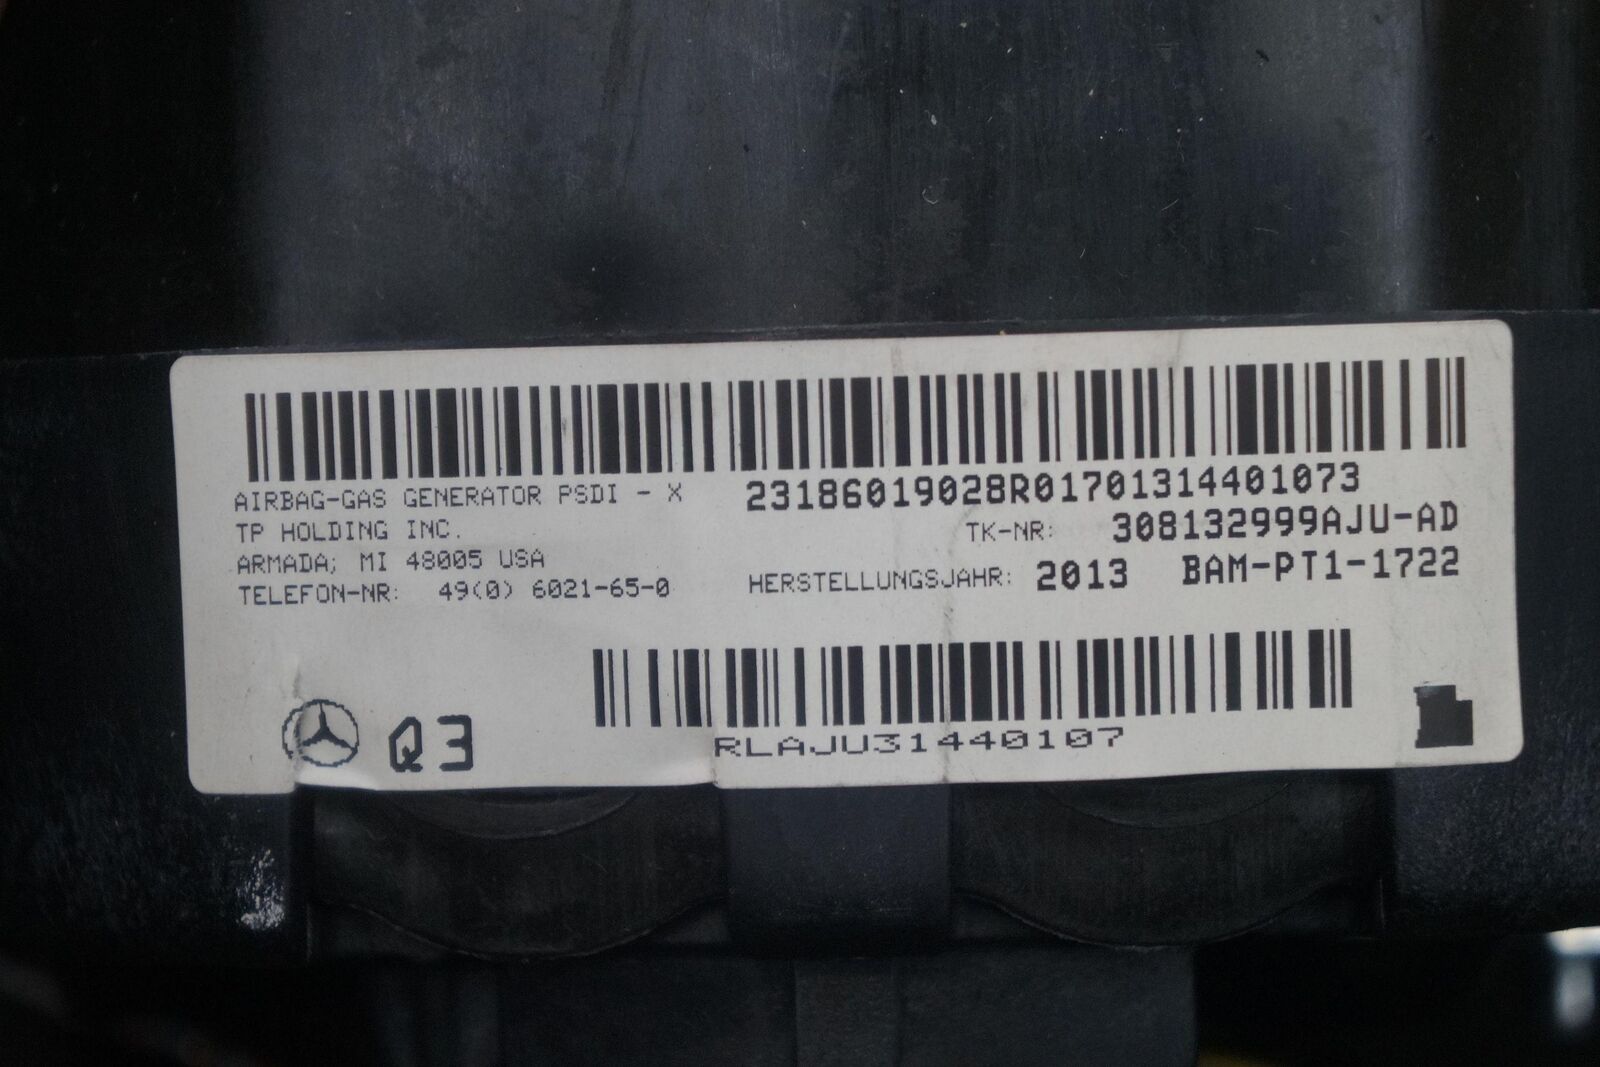 AIRBAG-GAS GENERATOR PSDI - X
TP HOLDING INC.
ARMADA; MI 48005 USA
TELEFON-NR: 49(0) 6021-65-0
23186019028R01701314401073
TK-NR: 308132999AJU-AD
HERSTELLUNGSJAHR: 2013 BAM-PT1-1722
Q3
RLAJU31440107